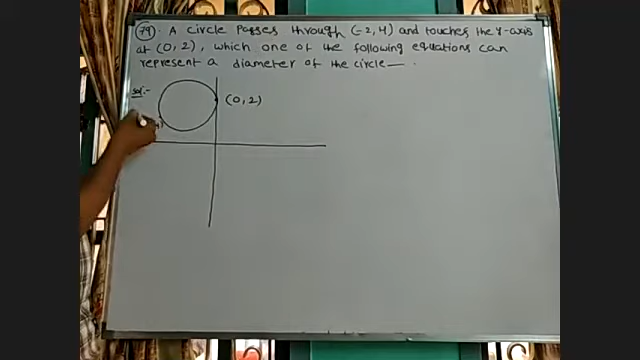 79. A Circle Passes through (-2,4) and touches the Y-axis
at (0,2), which one of the following equations can
represent a diameter of the circle — .
Sol:-
(0,2)